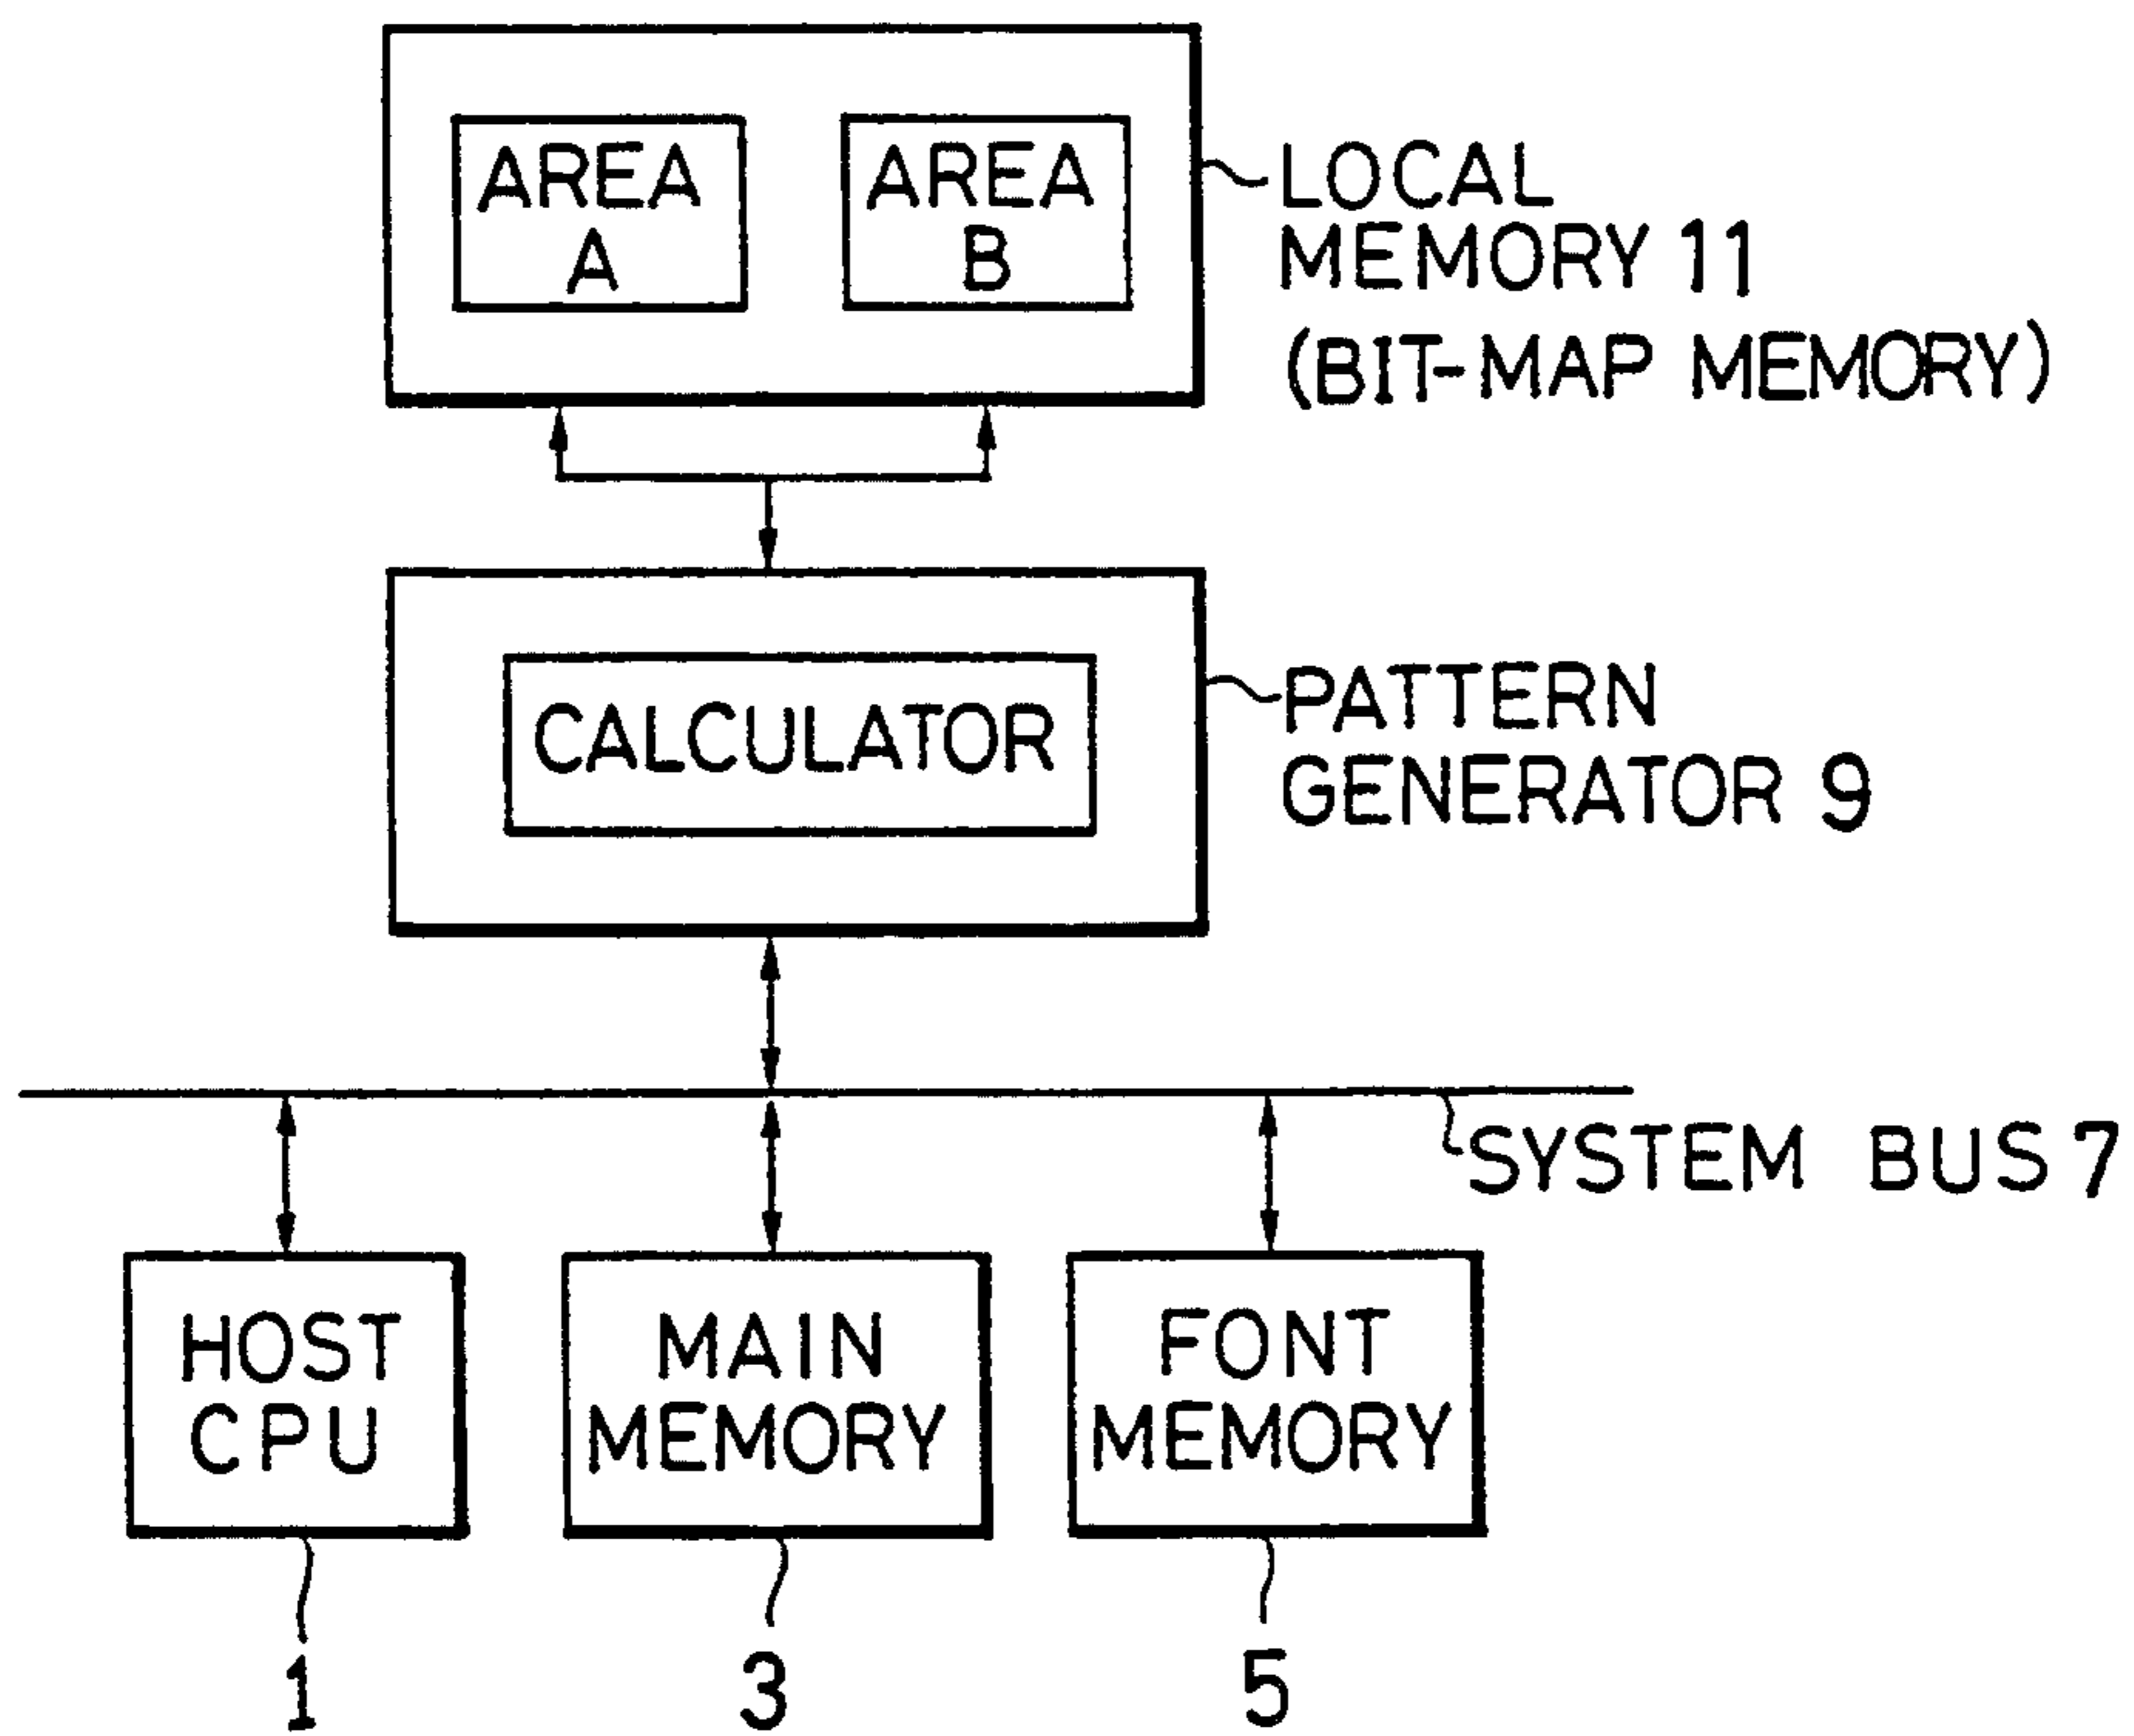 AREA
A
AREA
B
LOCAL
MEMORY 11
(BIT-MAP MEMORY)
CALCULATOR
PATTERN
GENERATOR 9
SYSTEM BUS 7
HOST
CPU
MAIN
MEMORY
FONT
MEMORY
1
3
5